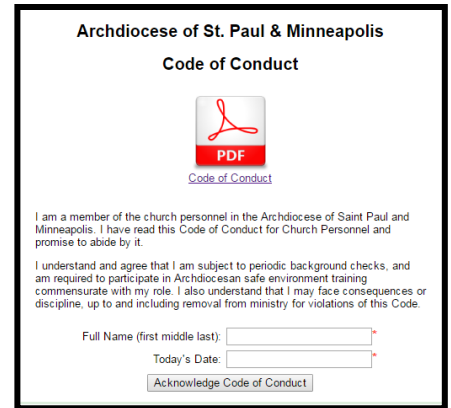 Archdiocese of St. Paul & Minneapolis
Code of Conduct
PDF
Code of Conduct
I am a member of the church personnel in the Archdiocese of Saint Paul and
Minneapolis. I have read this Code of Conduct for Church Personnel and
promise to abide by it.
I understand and agree that I am subject to periodic background checks, and
am required to participate in Archdiocesan safe environment training
commensurate with my role. I also understand that I may face consequences or
discipline, up to and including removal from ministry for violations of this Code.
Full Name (first middle last): *
Today's Date: *
Acknowledge Code of Conduct